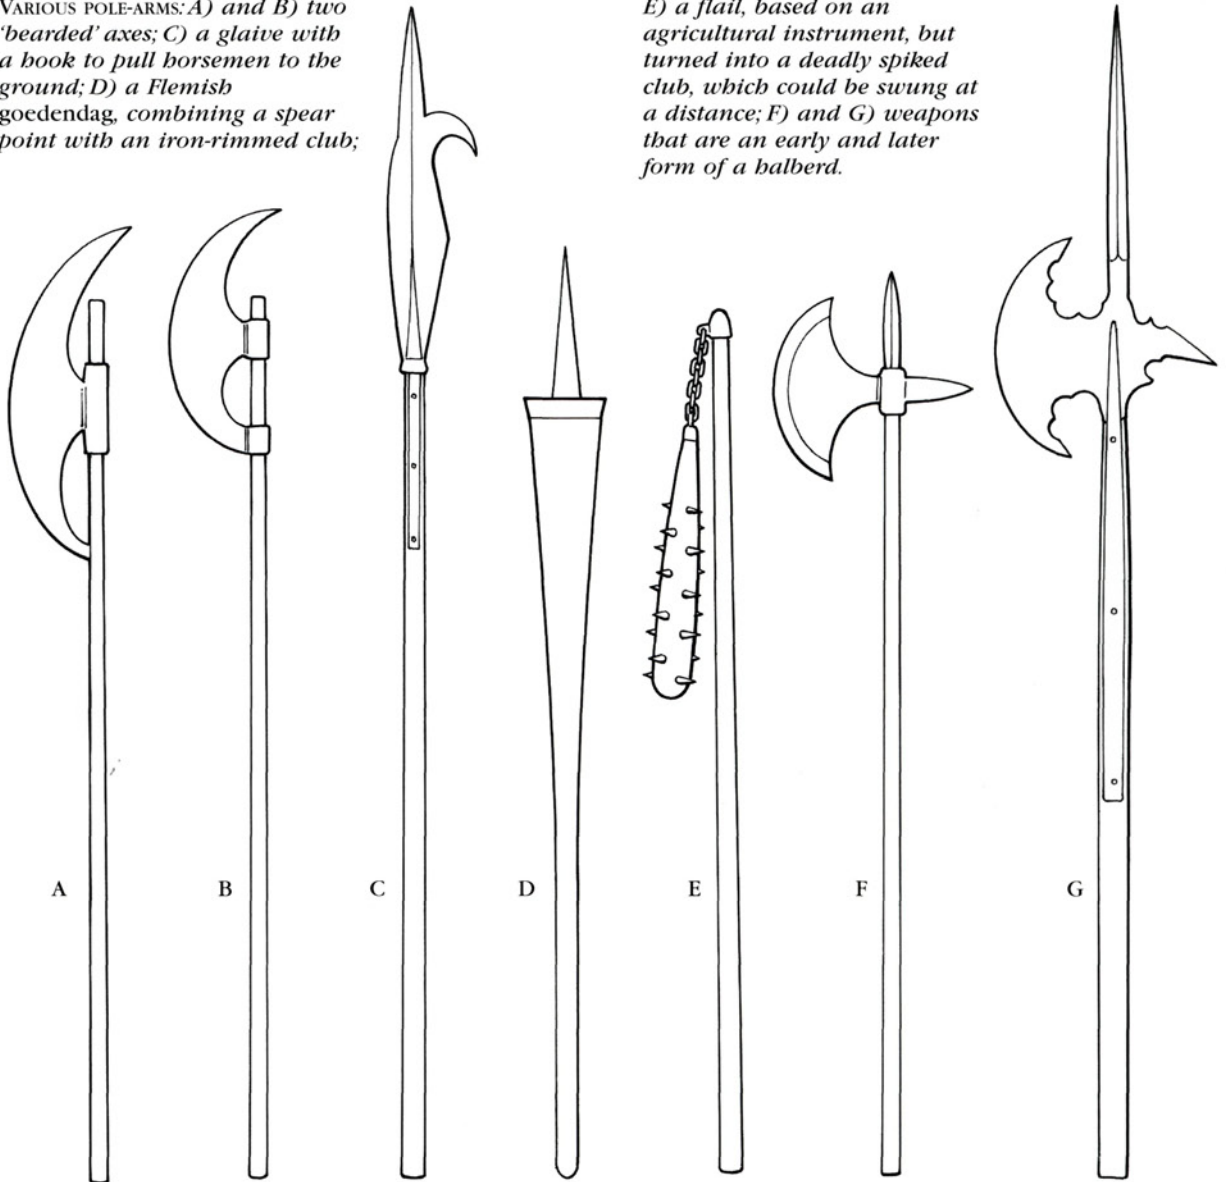 VARIOUS POLE-ARMS: A) and B) two
‘bearded’ axes; C) a glaive with
a hook to pull horsemen to the
ground; D) a Flemish
goedendag, combining a spear
point with an iron-rimmed club;
E) a flail, based on an
agricultural instrument, but
turned into a deadly spiked
club, which could be swung at
a distance; F) and G) weapons
that are an early and later
form of a halberd.
A
B
C
D
E
F
G